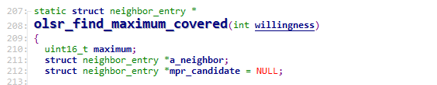 207: static struct neighbor_entry *
208: olsr_find_maximum_covered(int willingness)
209: {
210: uint16_t maximum;
211: struct neighbor_entry *a_neighbor;
212: struct neighbor_entry *mpr_candidate = NULL;
213: